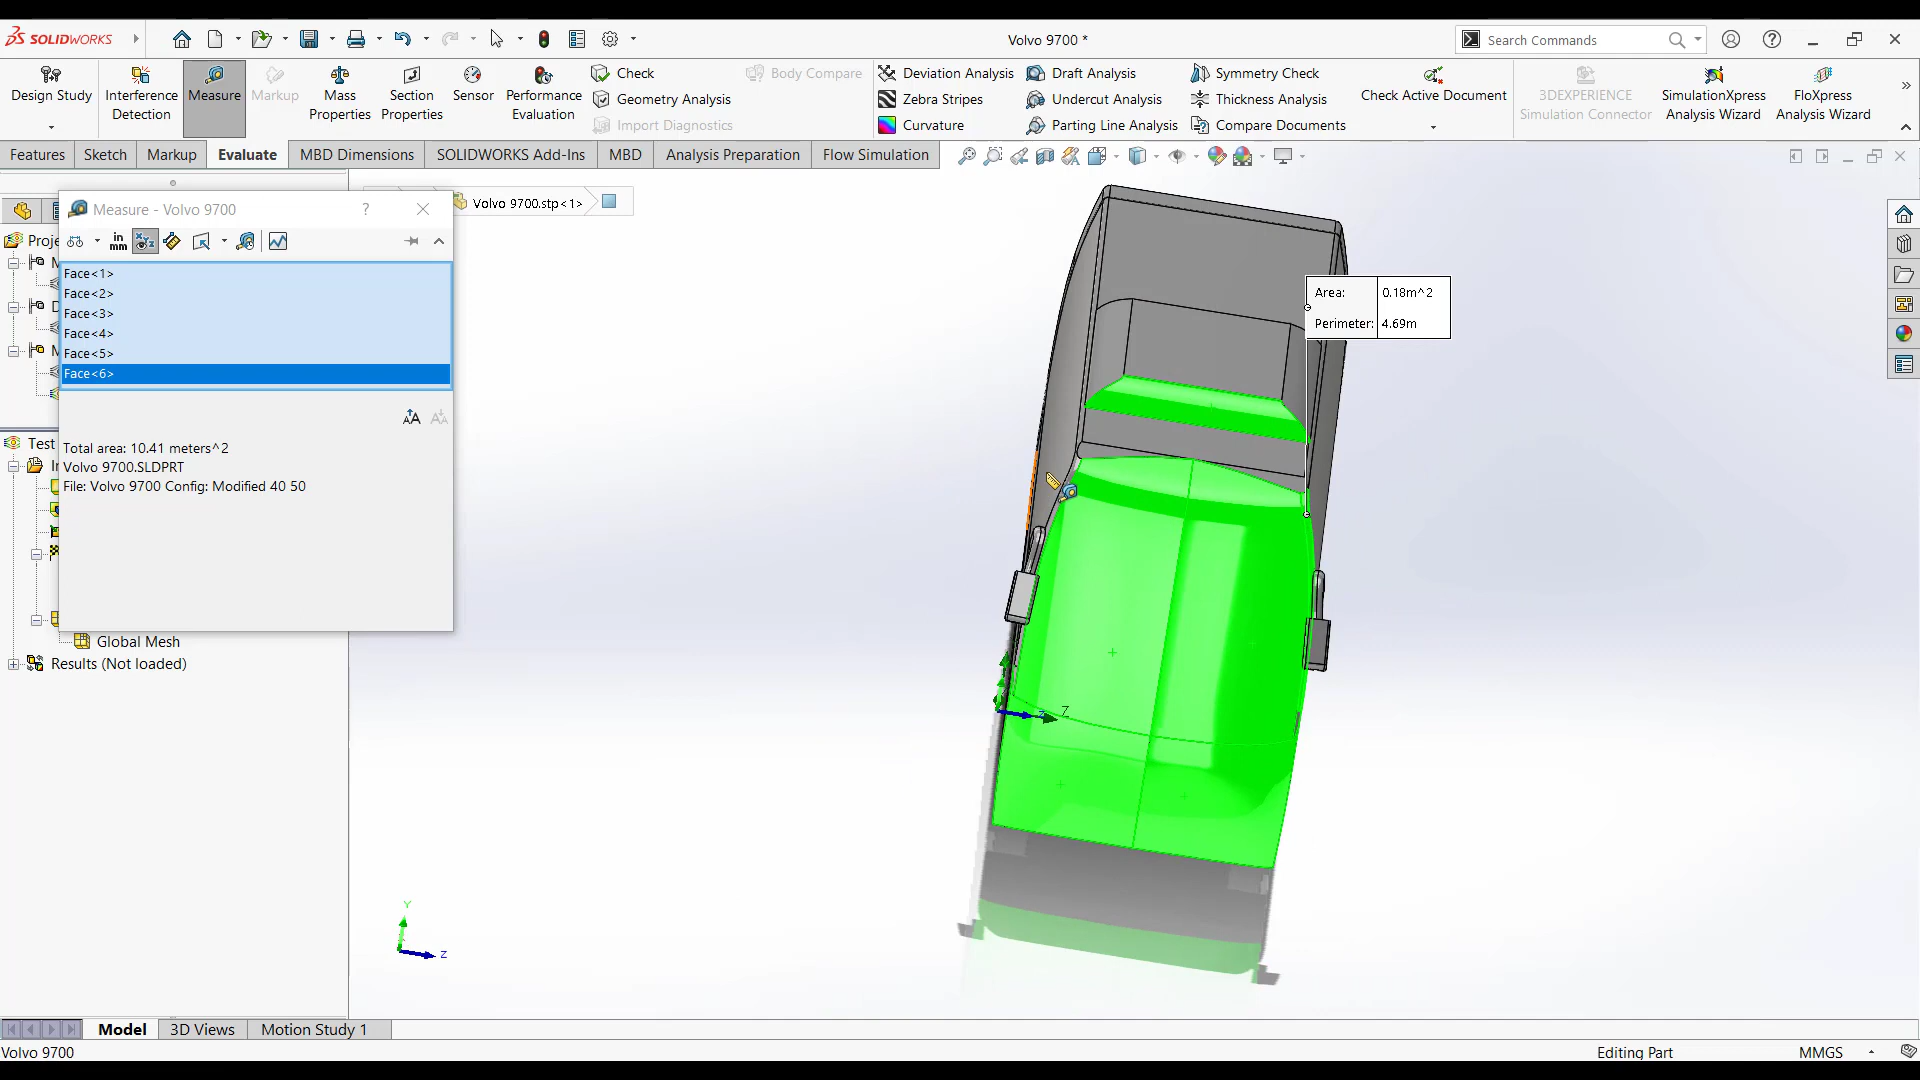 SOLIDWORKS
Volvo 9700 *
Search Commands
Design Study
Interference
Detection
Measure
Markup
Mass
Properties
Section
Properties
Sensor
Performance
Evaluation
Check
Geometry Analysis
Import Diagnostics
Body Compare
Deviation Analysis
Zebra Stripes
Curvature
Draft Analysis
Undercut Analysis
Parting Line Analysis
Symmetry Check
Thickness Analysis
Compare Documents
Check Active Document
3DEXPERIENCE
Simulation Connector
SimulationXpress
Analysis Wizard
FloXpress
Analysis Wizard
Features
Sketch
Markup
Evaluate
MBD Dimensions
SOLIDWORKS Add-Ins
MBD
Analysis Preparation
Flow Simulation
Measure - Volvo 9700
?
Volvo 9700.stp<1>
in
mm
Face<1>
Face<2>
Face<3>
Face<4>
Face<5>
Face<6>
Total area: 10.41 meters^2
Volvo 9700.SLDPRT
File: Volvo 9700 Config: Modified 40 50
Proje
Test
Global Mesh
Results (Not loaded)
Area: 0.18m^2
Perimeter: 4.69m
Z
Y
Z
Model
3D Views
Motion Study 1
Volvo 9700
Editing Part
MMGS